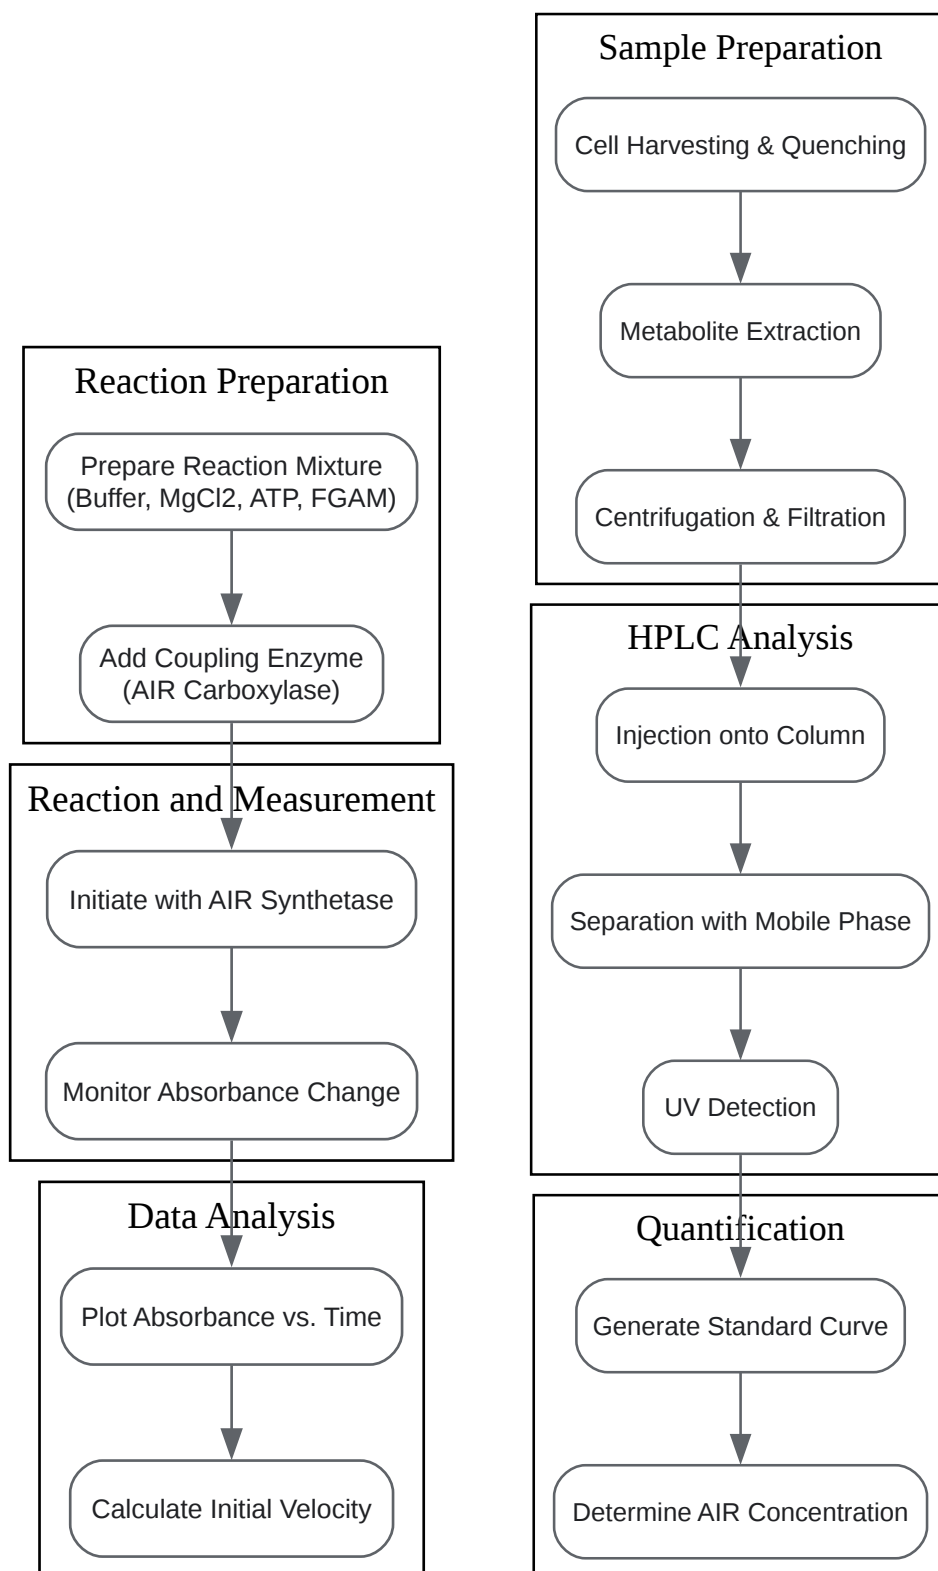 Reaction Preparation
Prepare Reaction Mixture
(Buffer, MgCl2, ATP, FGAM)
Add Coupling Enzyme
(AIR Carboxylase)
Reaction and Measurement
Initiate with AIR Synthetase
Monitor Absorbance Change
Data Analysis
Plot Absorbance vs. Time
Calculate Initial Velocity
Sample Preparation
Cell Harvesting & Quenching
Metabolite Extraction
Centrifugation & Filtration
HPLC Analysis
Injection onto Column
Separation with Mobile Phase
UV Detection
Quantification
Generate Standard Curve
Determine AIR Concentration